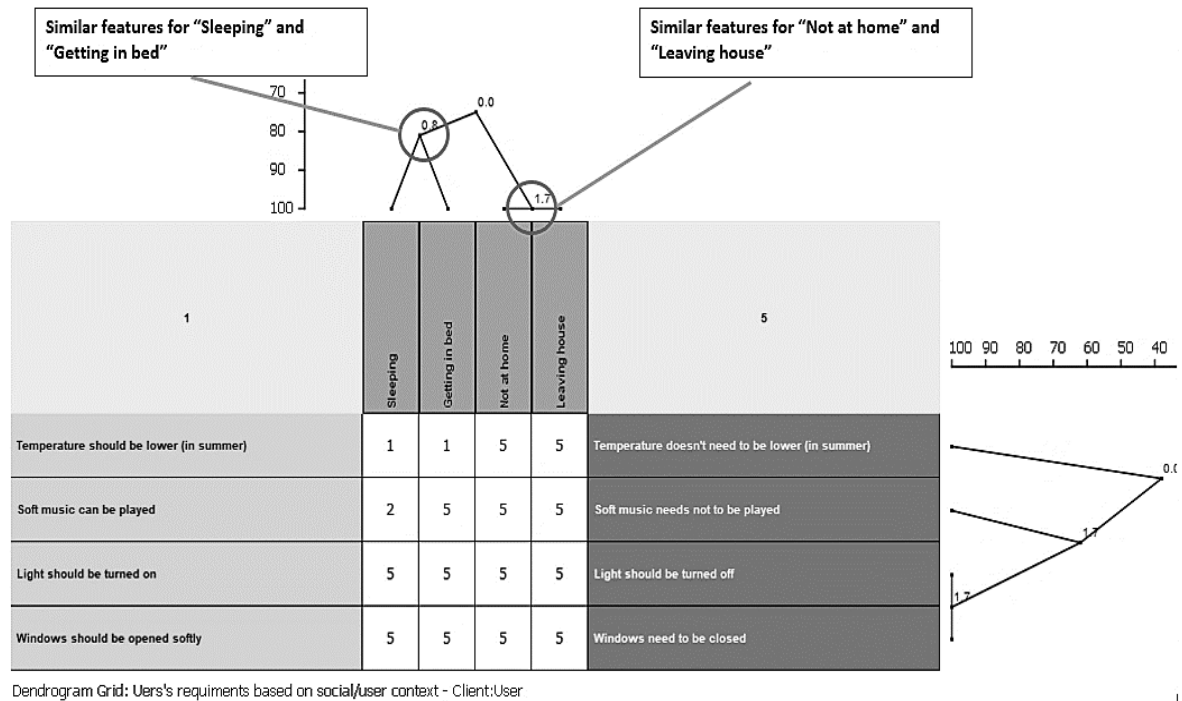 Similar features for “Sleeping” and
“Getting in bed”
Similar features for “Not at home” and
“Leaving house”
70
80
90
100
0.8
0.0
1.7
1
Sleeping
Getting in bed
Not at home
Leaving house
5
100 90 80 70 60 50 40
Temperature should be lower (in summer) 1 1 5 5 Temperature doesn't need to be lower (in summer)
Soft music can be played 2 5 5 5 Soft music needs not to be played
Light should be turned on 5 5 5 5 Light should be turned off
Windows should be opened softly 5 5 5 5 Windows need to be closed
0.0
1.7
1.7
Dendrogram Grid: Uers's requiments based on social/user context - Client:User